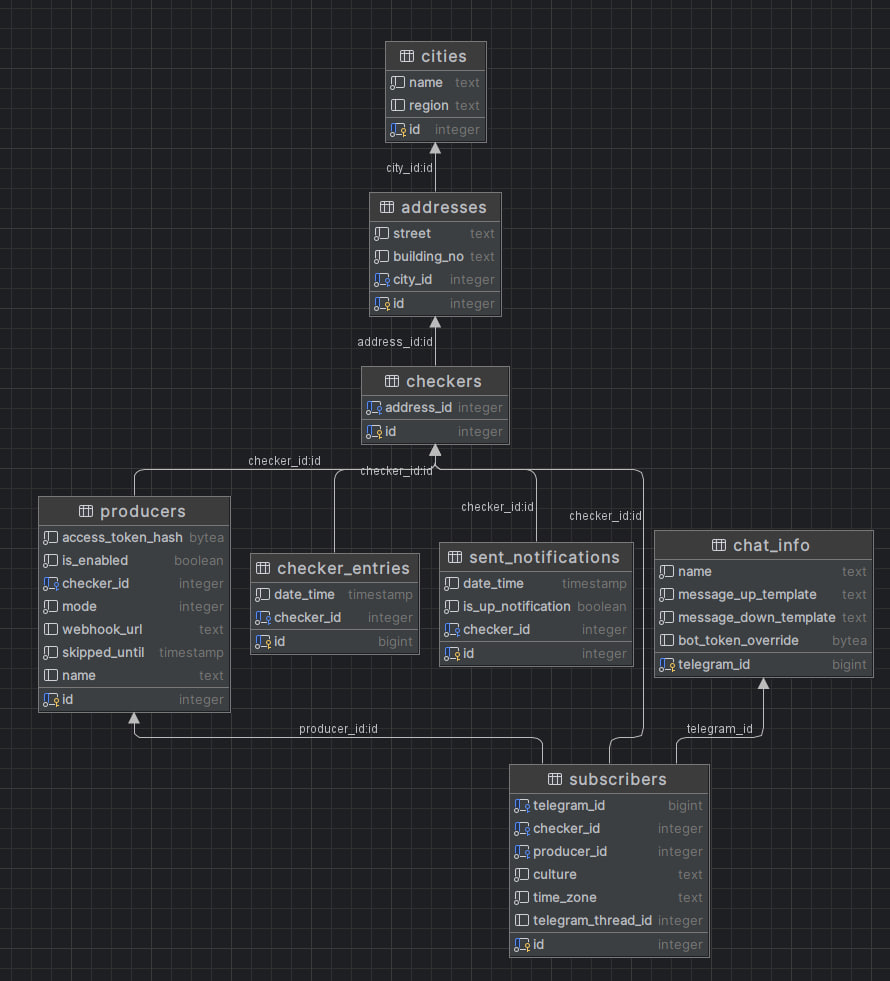 cities
name text
region text
id integer
city_id:id
addresses
street text
building_no text
city_id integer
id integer
address_id:id
checkers
address_id integer
id integer
checker_id:id
checker_id:id
checker_id:id
checker_id:id
producers
access_token_hash bytea
is_enabled boolean
checker_id integer
mode integer
webhook_url text
skipped_until timestamp
name text
id integer
checker_entries
date_time timestamp
checker_id integer
id bigint
sent_notifications
date_time timestamp
is_up_notification boolean
checker_id integer
id integer
chat_info
name text
message_up_template text
message_down_template text
bot_token_override bytea
telegram_id bigint
producer_id:id
telegram_id
subscribers
telegram_id bigint
checker_id integer
producer_id integer
culture text
time_zone text
telegram_thread_id integer
id integer